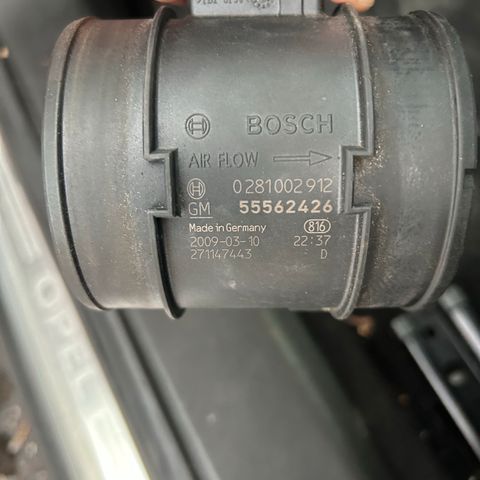 BOSCH
AIR FLOW
0 281 002 912
GM 55562426
Made in Germany 816
2009-03-10 22:37
271147443 D
OPEL